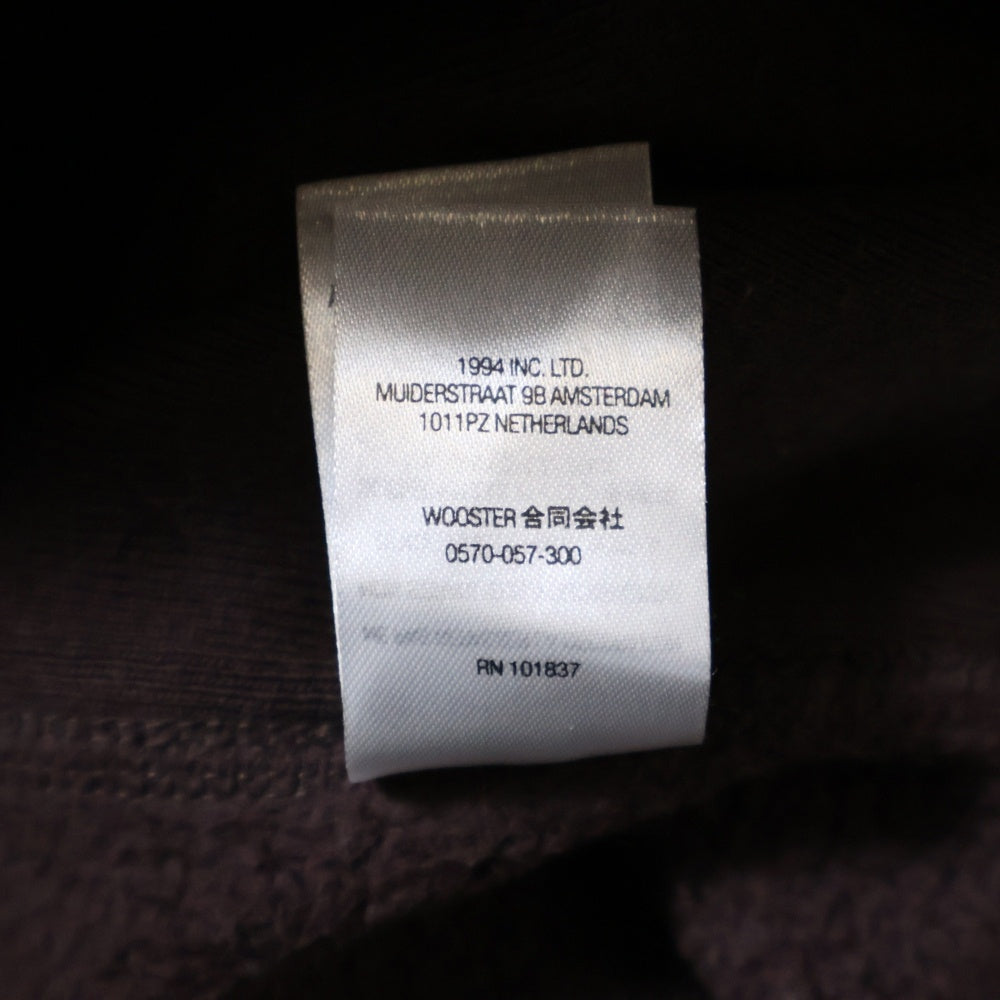 1994 INC. LTD.
MUIDERSTRAAT 9B AMSTERDAM
1011PZ NETHERLANDS
WOOSTER 合同会社
0570-057-300
RN 101837